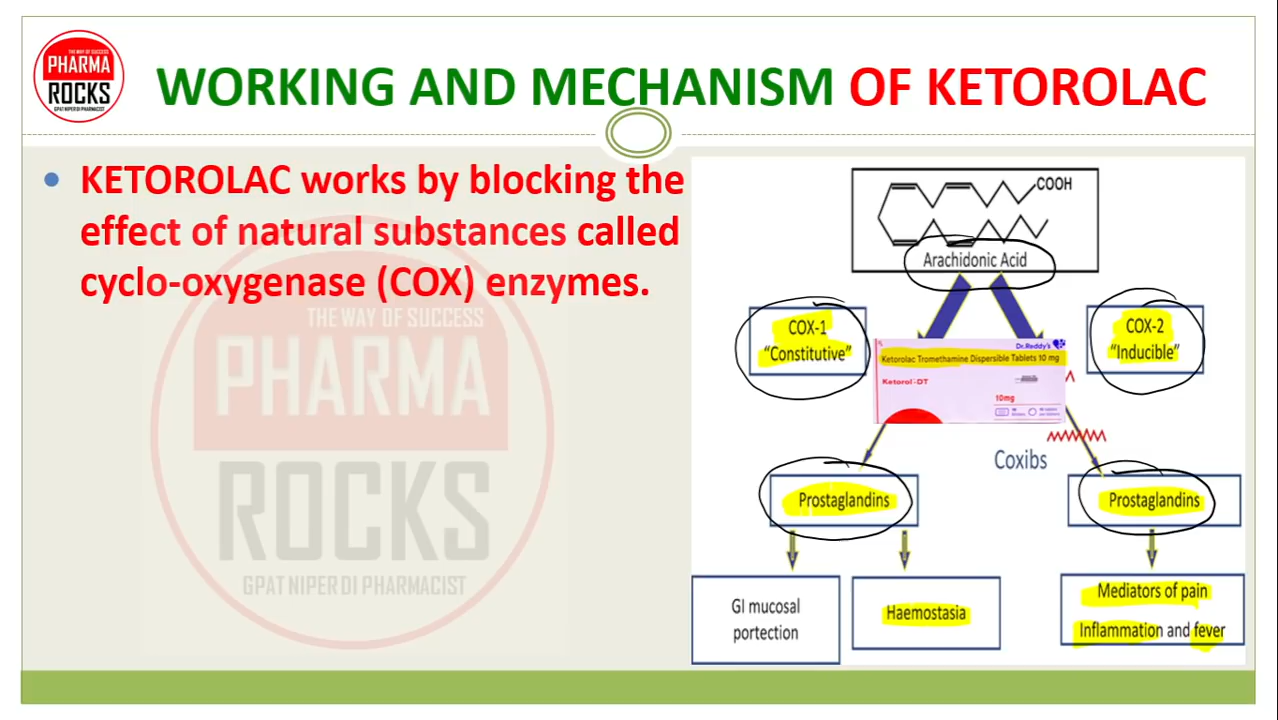 THE WAY OF SUCCESS
PHARMA
ROCKS
GPAT NIPER DI PHARMACIST
WORKING AND MECHANISM OF KETOROLAC
• KETOROLAC works by blocking the
effect of natural substances called
cyclo-oxygenase (COX) enzymes.
THE WAY OF SUCCESS
PHARMA
ROCKS
GPAT NIPER DI PHARMACIST
COOH
Arachidonic Acid
COX-1
"Constitutive"
COX-2
"Inducible"
Dr.Reddy's
Ketorolac Tromethamine Dispersible Tablets 10 mg
Ketorol-DT
10mg
Coxibs
Prostaglandins
Prostaglandins
GI mucosal
portection
Haemostasia
Mediators of pain
Inflammation and fever